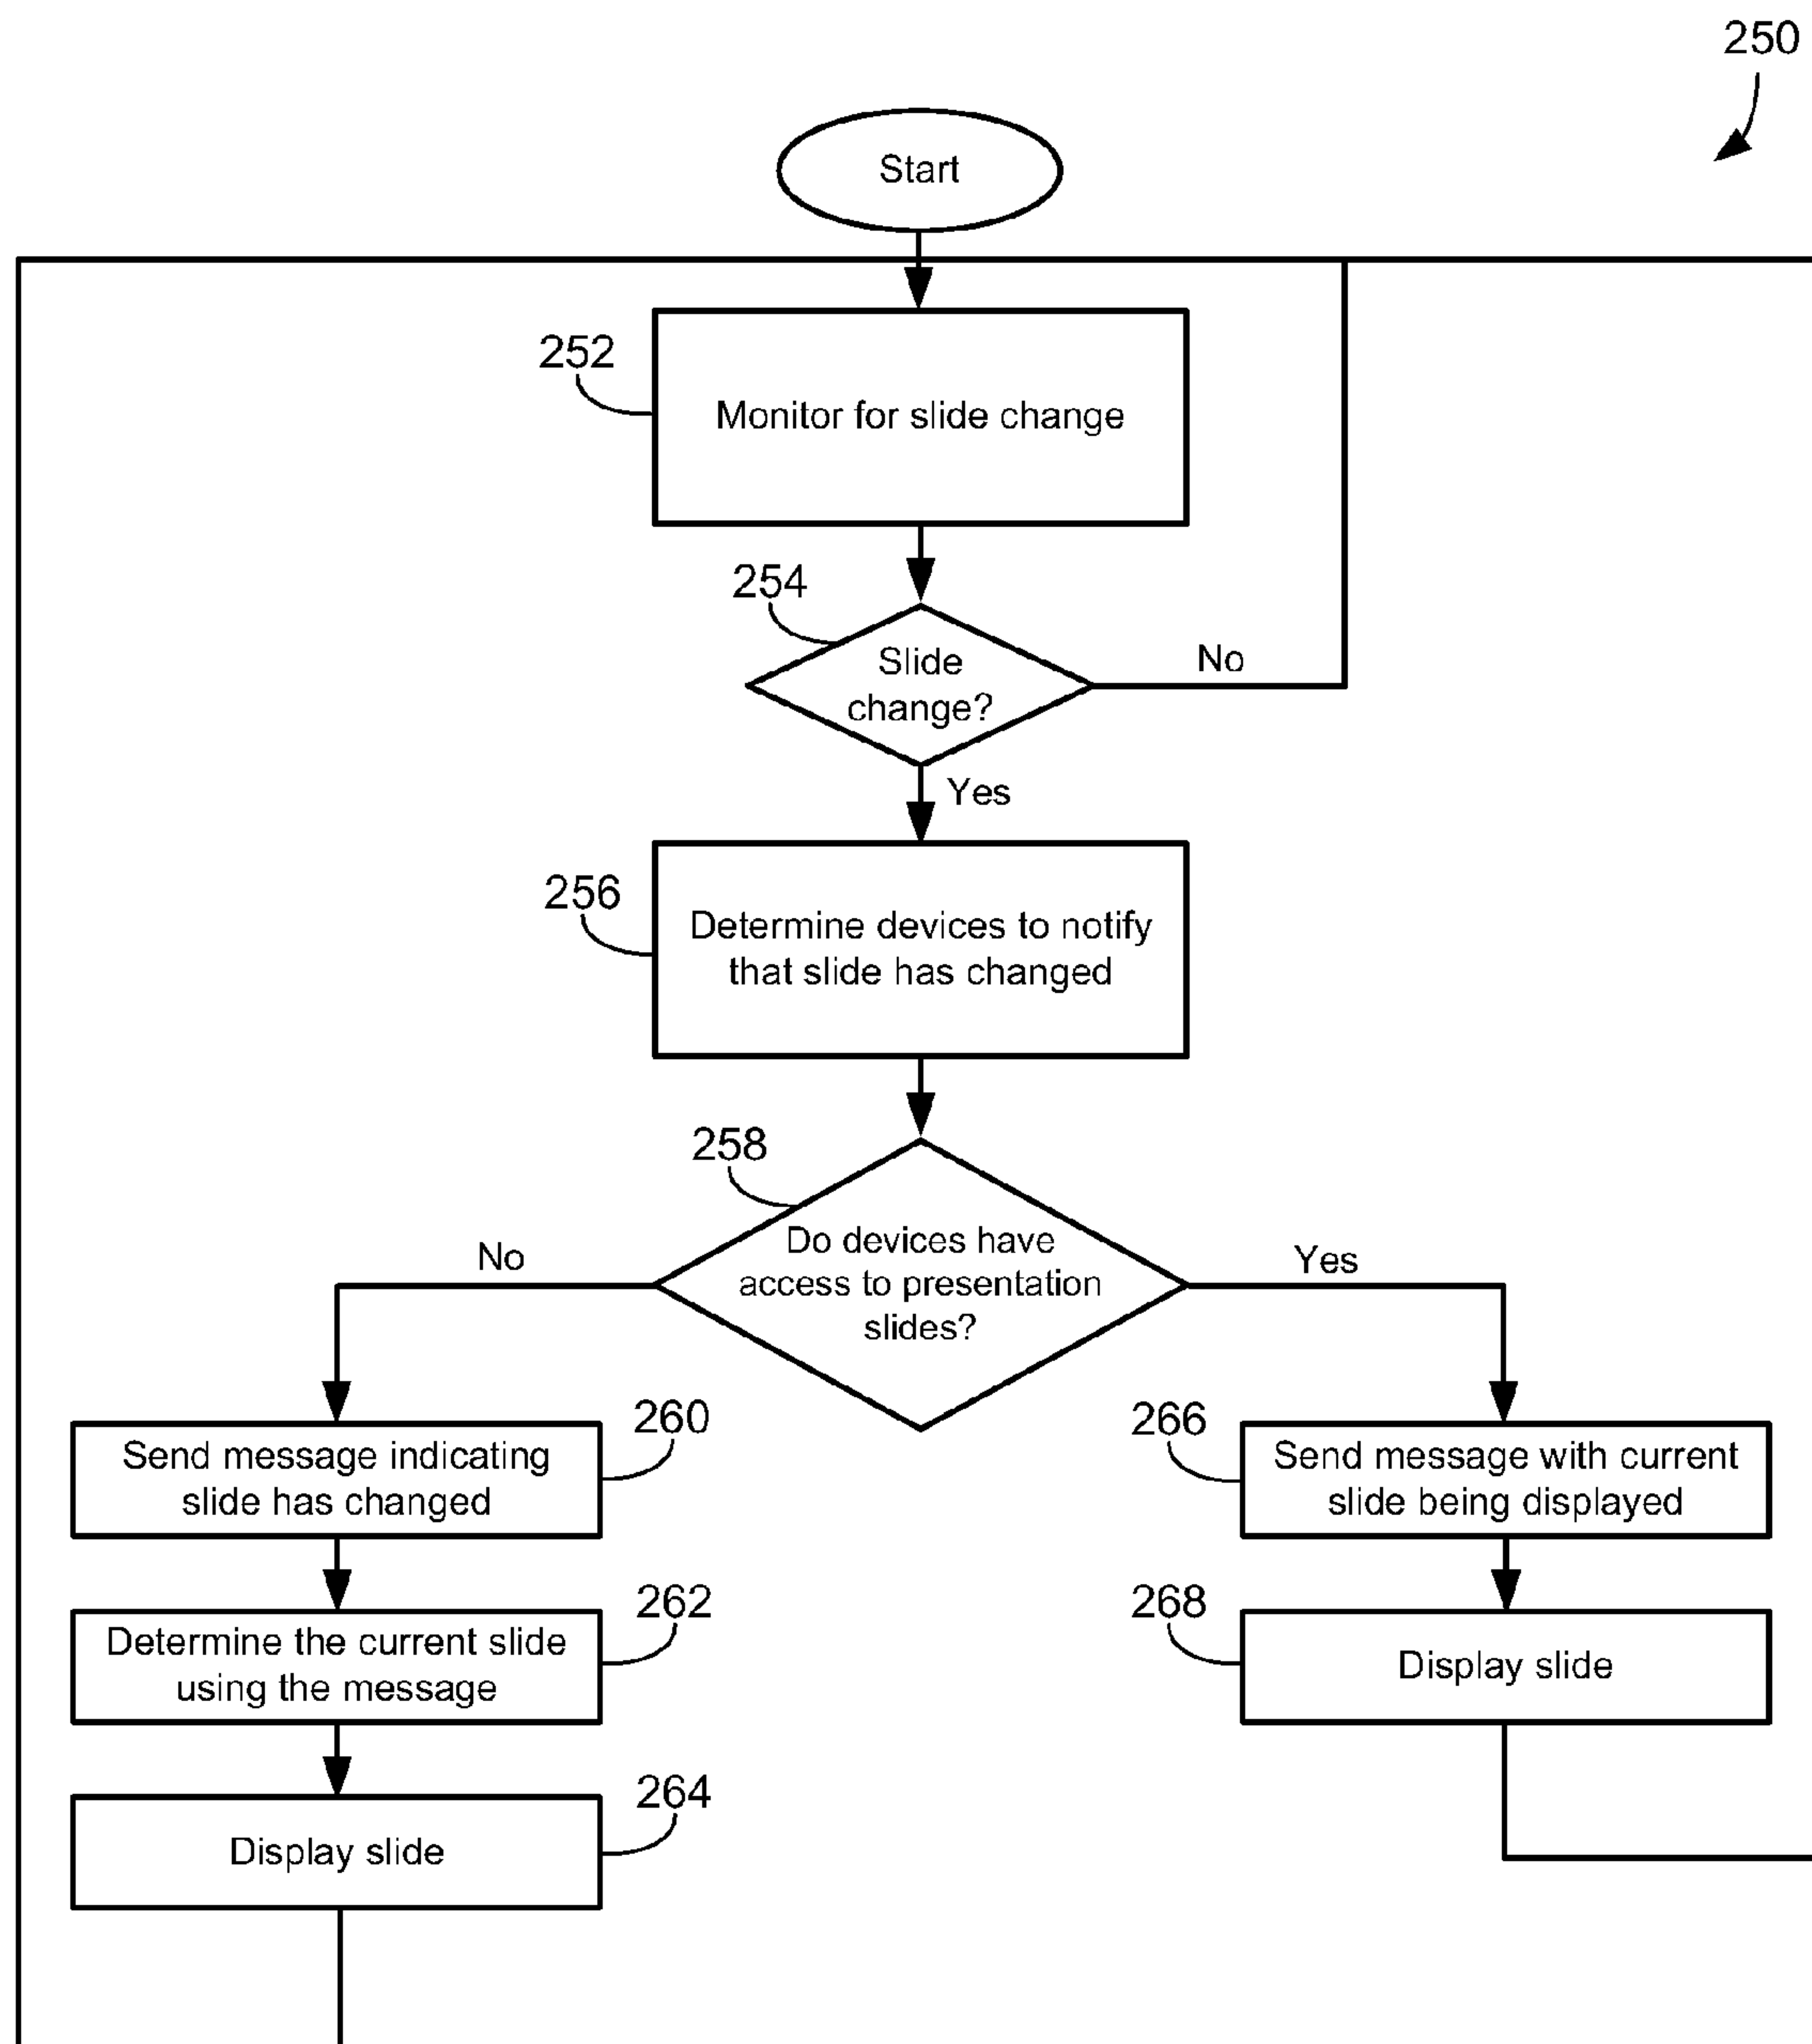 250
Start
252
Monitor for slide change
254
Slide
change?
No
Yes
256
Determine devices to notify
that slide has changed
258
Do devices have
access to presentation
slides?
No
Yes
260
Send message indicating
slide has changed
266
Send message with current
slide being displayed
262
Determine the current slide
using the message
268
Display slide
264
Display slide